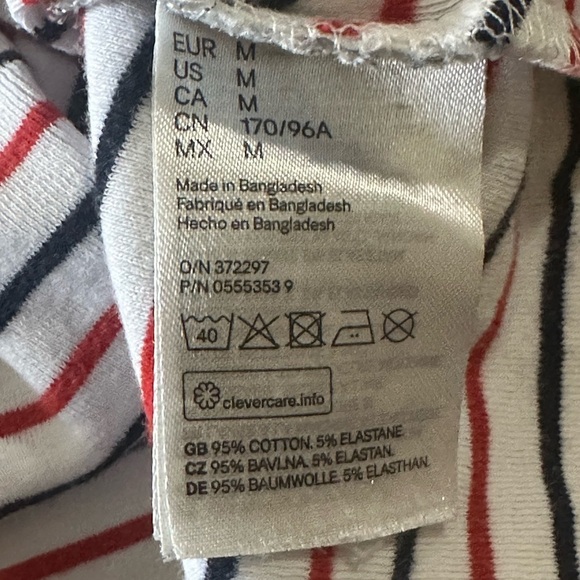 EUR M
US M
CA M
CN 170/96A
MX M
Made in Bangladesh
Fabriqué en Bangladesh
Hecho en Bangladesh
O/N 372297
P/N 0555353 9
40
clevercare.info
GB 95% COTTON. 5% ELASTANE.
CZ 95% BAVLNA. 5% ELASTAN.
DE 95% BAUMWOLLE. 5% ELASTHAN.